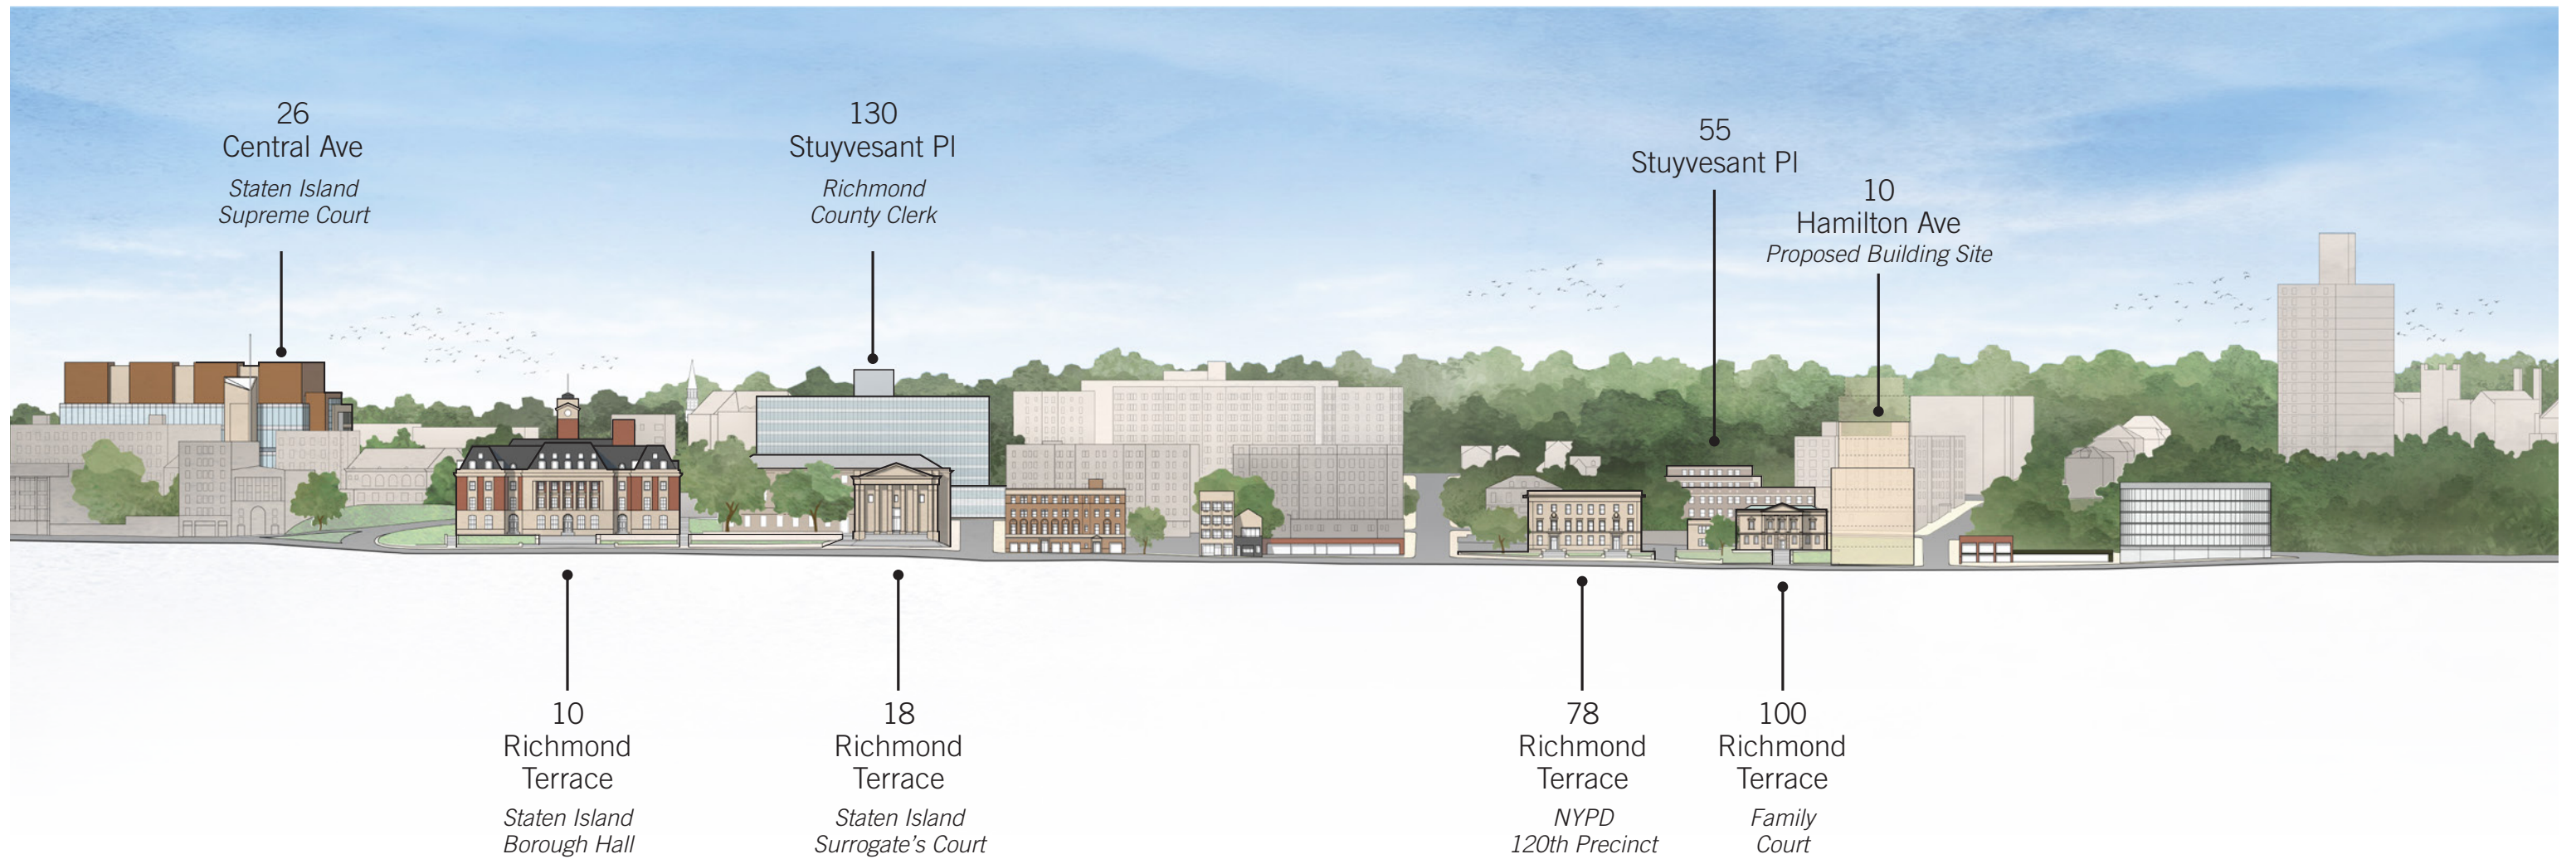 26
Central Ave
Staten Island
Supreme Court
130
Stuyvesant Pl
Richmond
County Clerk
55
Stuyvesant Pl
10
Hamilton Ave
Proposed Building Site
10
Richmond
Terrace
Staten Island
Borough Hall
18
Richmond
Terrace
Staten Island
Surrogate's Court
78
Richmond
Terrace
NYPD
120th Precinct
100
Richmond
Terrace
Family
Court